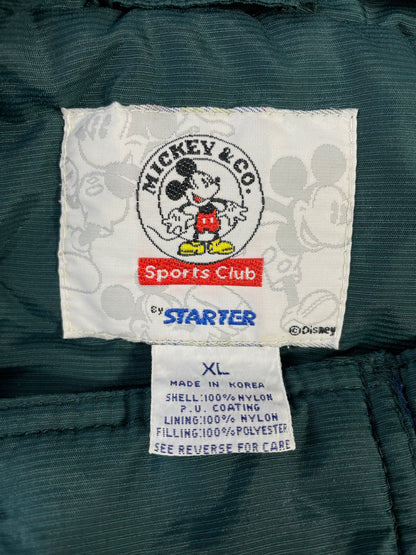 MICKEY & CO.
Sports Club
By STARTER
©Disney
XL
MADE IN KOREA
SHELL:100% NYLON
P.U. COATING
LINING:100% NYLON
FILLING:100% POLYESTER
SEE REVERSE FOR CARE